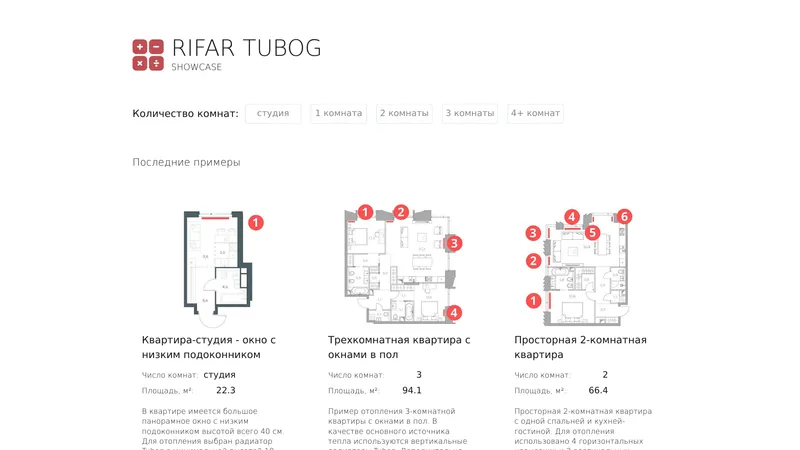 RIFAR TUBOG
SHOWCASE
Количество комнат:
студия
1 комната
2 комнаты
3 комнаты
4+ комнат
Последние примеры
1
1
2
3
4
1
2
3
4
5
6
Квартира-студия - окно с
низким подоконником
Число комнат: студия
Площадь, м²: 22.3
В квартире имеется большое
панорамное окно с низким
подоконником высотой всего 40 см.
Для отопления выбран радиатор
Трехкомнатная квартира с
окнами в пол
Число комнат: 3
Площадь, м²: 94.1
Пример отопления 3-комнатной
квартиры с окнами в пол. В
качестве основного источника
тепла используются вертикальные
Просторная 2-комнатная
квартира
Число комнат: 2
Площадь, м²: 66.4
Просторная 2-комнатная квартира
с одной спальней и кухней-
гостиной. Для отопления
использовано 4 горизонтальных